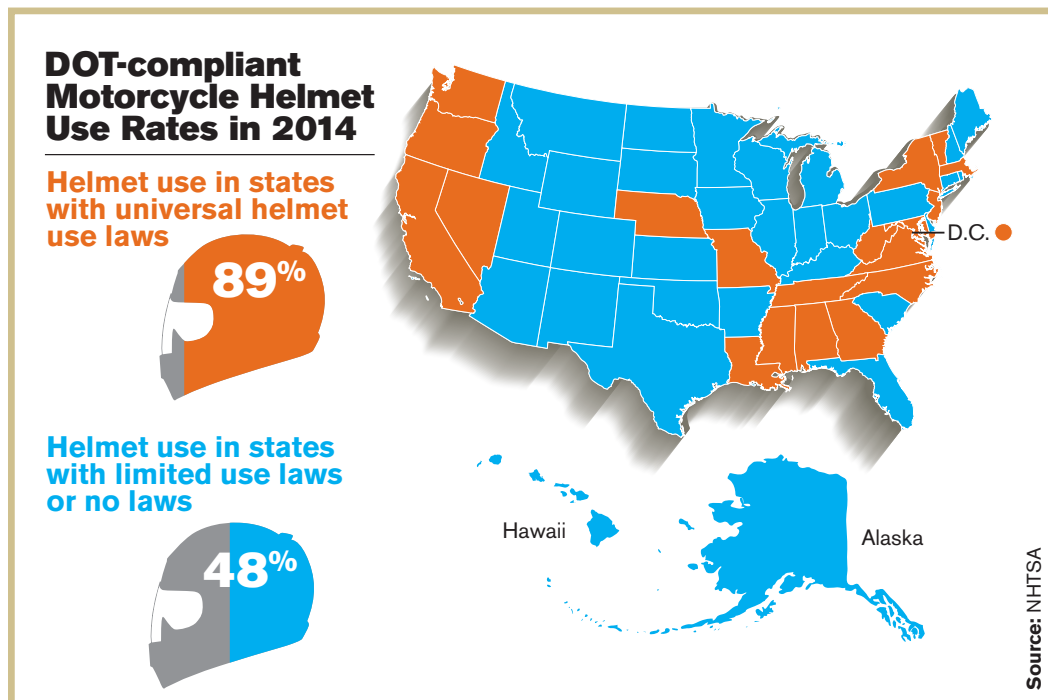 DOT-compliant
Motorcycle Helmet
Use Rates in 2014
Helmet use in states
with universal helmet
use laws
89%
Helmet use in states
with limited use laws
or no laws
48%
D.C.
Hawaii
Alaska
Source: NHTSA